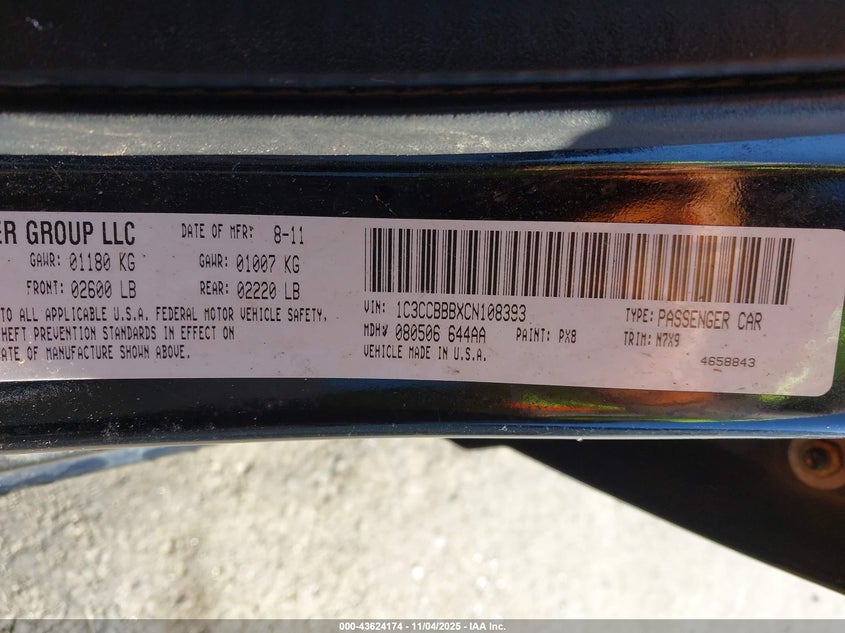 ER GROUP LLC
DATE OF MFR: 8-11
GAWR: 01180 KG GAWR: 01007 KG
FRONT: 02600 LB REAR: 02220 LB
TO ALL APPLICABLE U.S.A. FEDERAL MOTOR VEHICLE SAFETY,
HEFT PREVENTION STANDARDS IN EFFECT ON
ATE OF MANUFACTURE SHOWN ABOVE.
VIN: 1C3CCBBBXCN108393 TYPE: PASSENGER CAR
MDH# 080506 644AA PAINT: PX8 TRIM: N7X9
VEHICLE MADE IN U.S.A. 4658843
000-43624174 — 11/04/2025 — IAA Inc.